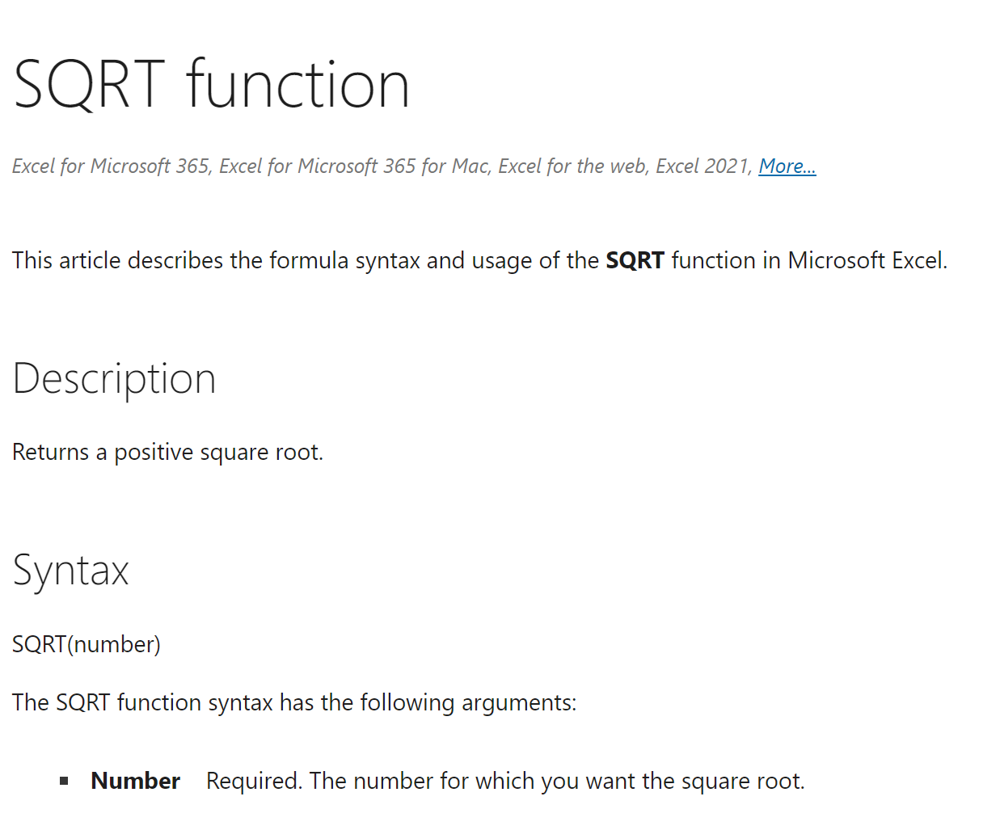 SQRT function
Excel for Microsoft 365, Excel for Microsoft 365 for Mac, Excel for the web, Excel 2021, More...
This article describes the formula syntax and usage of the SQRT function in Microsoft Excel.
Description
Returns a positive square root.
Syntax
SQRT(number)
The SQRT function syntax has the following arguments:
▪ Number Required. The number for which you want the square root.